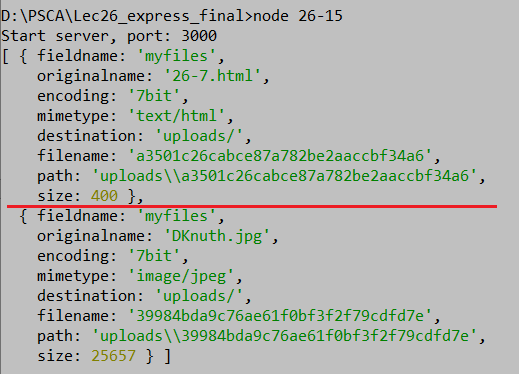 D:\PSCA\Lec26_express_final>node 26-15
Start server, port: 3000
[ { fieldname: 'myfiles',
originalname: '26-7.html',
encoding: '7bit',
mimetype: 'text/html',
destination: 'uploads/',
filename: 'a3501c26cabce87a782be2aaccbf34a6',
path: 'uploads\\a3501c26cabce87a782be2aaccbf34a6',
size: 400 },
{ fieldname: 'myfiles',
originalname: 'DKnuth.jpg',
encoding: '7bit',
mimetype: 'image/jpeg',
destination: 'uploads/',
filename: '39984bda9c76ae61f0bf3f2f79cdfd7e',
path: 'uploads\\39984bda9c76ae61f0bf3f2f79cdfd7e',
size: 25657 } ]